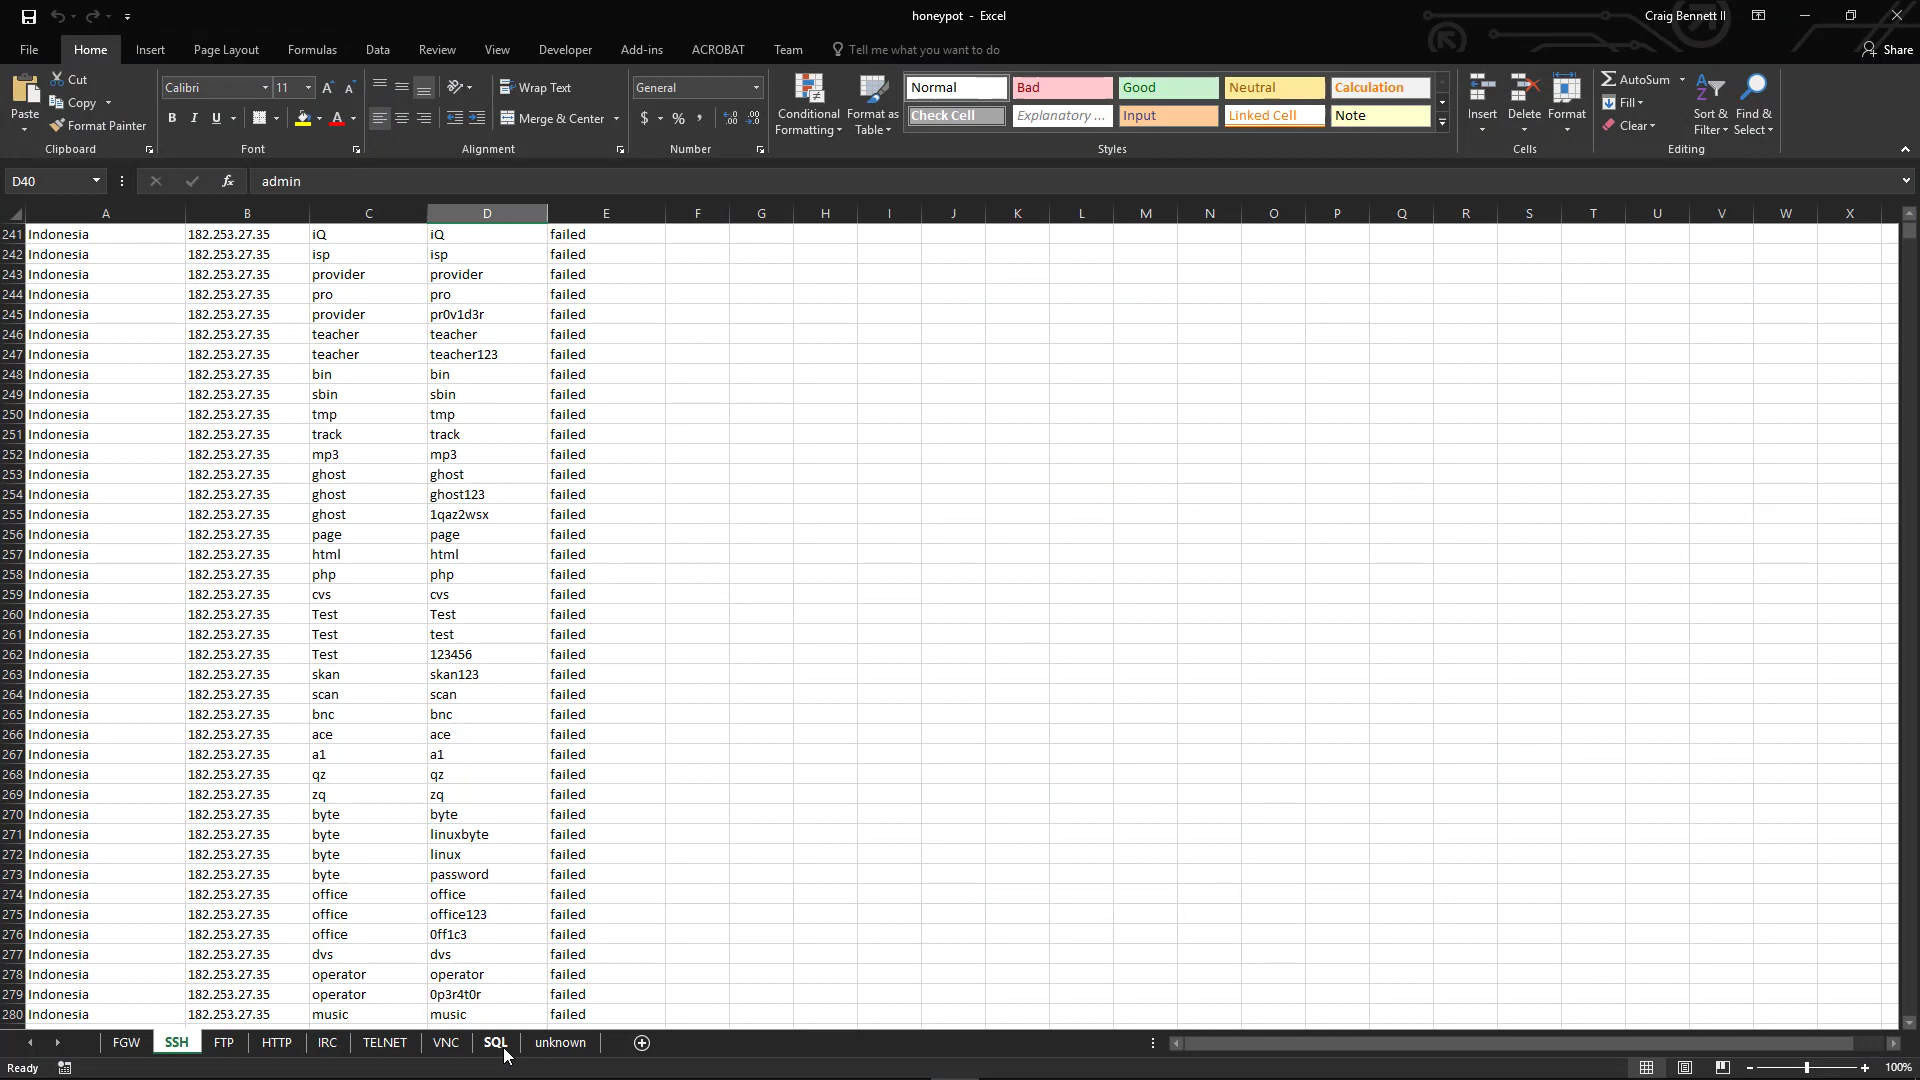 honeypot - Excel
Craig Bennett II
File Home Insert Page Layout Formulas Data Review View Developer Add-ins ACROBAT Team Tell me what you want to do Share
Paste Cut Copy Format Painter Clipboard
Calibri 11 A A B I U A Font
Wrap Text Merge & Center Alignment
General $ % , Number
Conditional Formatting Format as Table
Normal Bad Good Neutral Calculation
Check Cell Explanatory ... Input Linked Cell Note
Styles
Insert Delete Format Cells
AutoSum Fill Clear Sort & Filter Find & Select Editing
D40 fx admin
A B C D E F G H I J K L M N O P Q R S T U V W X
241 Indonesia 182.253.27.35 iQ iQ failed
242 Indonesia 182.253.27.35 isp isp failed
243 Indonesia 182.253.27.35 provider provider failed
244 Indonesia 182.253.27.35 pro pro failed
245 Indonesia 182.253.27.35 provider pr0v1d3r failed
246 Indonesia 182.253.27.35 teacher teacher failed
247 Indonesia 182.253.27.35 teacher teacher123 failed
248 Indonesia 182.253.27.35 bin bin failed
249 Indonesia 182.253.27.35 sbin sbin failed
250 Indonesia 182.253.27.35 tmp tmp failed
251 Indonesia 182.253.27.35 track track failed
252 Indonesia 182.253.27.35 mp3 mp3 failed
253 Indonesia 182.253.27.35 ghost ghost failed
254 Indonesia 182.253.27.35 ghost ghost123 failed
255 Indonesia 182.253.27.35 ghost 1qaz2wsx failed
256 Indonesia 182.253.27.35 page page failed
257 Indonesia 182.253.27.35 html html failed
258 Indonesia 182.253.27.35 php php failed
259 Indonesia 182.253.27.35 cvs cvs failed
260 Indonesia 182.253.27.35 Test Test failed
261 Indonesia 182.253.27.35 Test test failed
262 Indonesia 182.253.27.35 Test 123456 failed
263 Indonesia 182.253.27.35 skan skan123 failed
264 Indonesia 182.253.27.35 scan scan failed
265 Indonesia 182.253.27.35 bnc bnc failed
266 Indonesia 182.253.27.35 ace ace failed
267 Indonesia 182.253.27.35 a1 a1 failed
268 Indonesia 182.253.27.35 qz qz failed
269 Indonesia 182.253.27.35 zq zq failed
270 Indonesia 182.253.27.35 byte byte failed
271 Indonesia 182.253.27.35 byte linuxbyte failed
272 Indonesia 182.253.27.35 byte linux failed
273 Indonesia 182.253.27.35 byte password failed
274 Indonesia 182.253.27.35 office office failed
275 Indonesia 182.253.27.35 office office123 failed
276 Indonesia 182.253.27.35 office 0ff1c3 failed
277 Indonesia 182.253.27.35 dvs dvs failed
278 Indonesia 182.253.27.35 operator operator failed
279 Indonesia 182.253.27.35 operator 0p3r4t0r failed
280 Indonesia 182.253.27.35 music music failed
FGW SSH FTP HTTP IRC TELNET VNC SQL unknown
Ready 100%